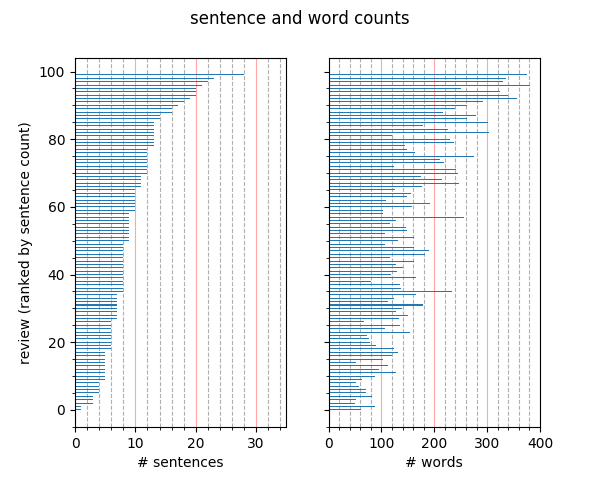 sentence and word counts
review (ranked by sentence count)
100
80
60
40
20
0
0 10 20 30
# sentences
0 100 200 300 400
# words